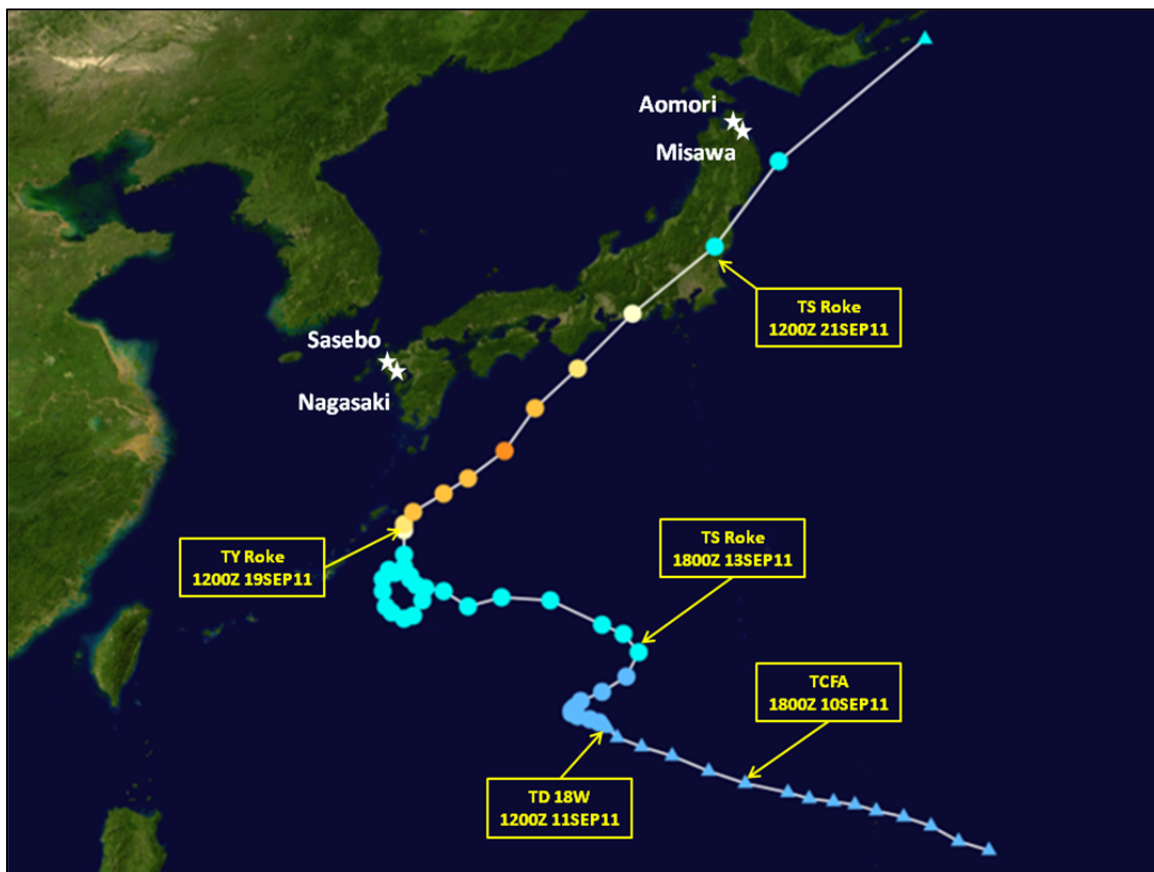 Aomori
Misawa
TS Roke
1200Z 21SEP11
Sasebo
Nagasaki
TY Roke
1200Z 19SEP11
TS Roke
1800Z 13SEP11
TCFA
1800Z 10SEP11
TD 18W
1200Z 11SEP11